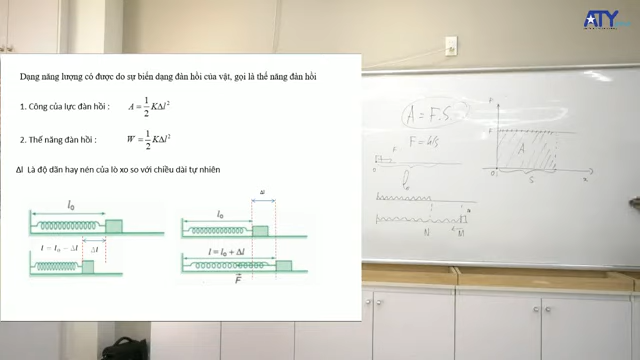 ATY
Dạng năng lượng có được do sự biến dạng đàn hồi của vật, gọi là thế năng đàn hồi
1. Công của lực đàn hồi : A = 1/2 KΔl²
2. Thế năng đàn hồi : W = 1/2 KΔl²
Δl Là độ dãn hay nén của lò xo so với chiều dài tự nhiên
l₀
l = l₀ − Δl
Δl
Δl
l₀
l = l₀ + Δl
F
A = F.S.
F
F
A
O
S
x
N
M